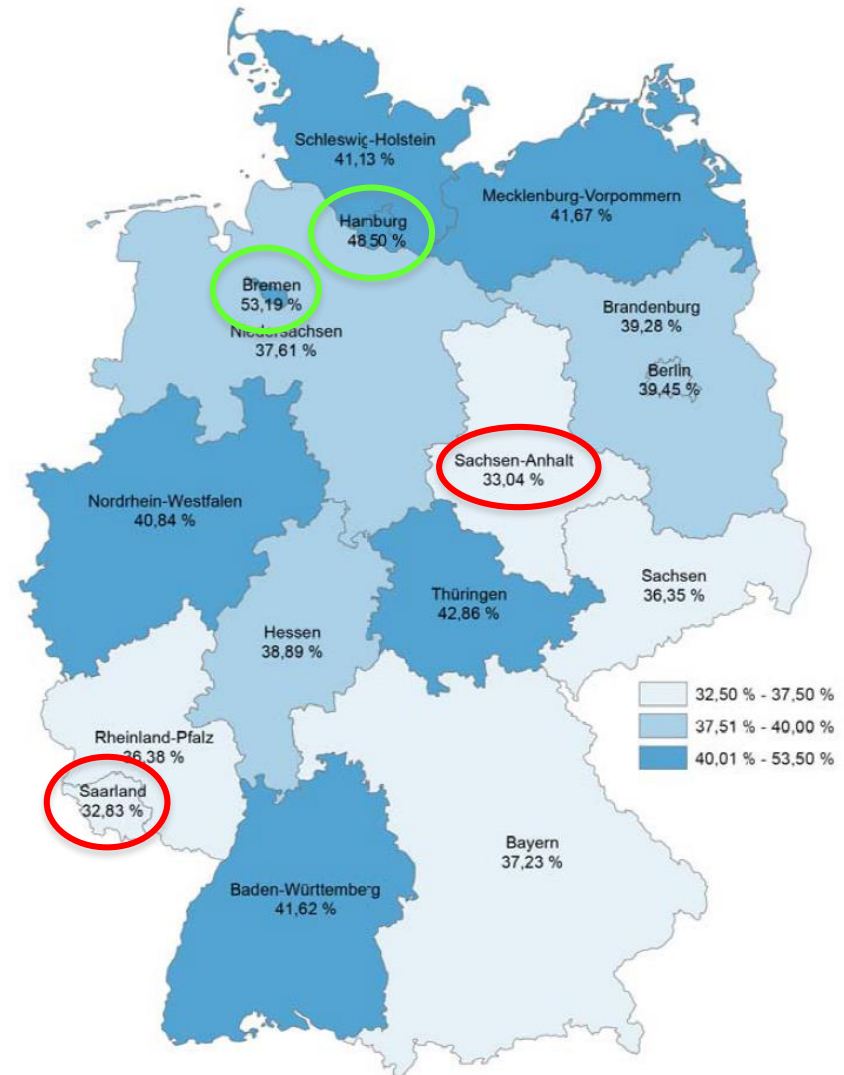 Schleswig-Holstein
41,13 %
Mecklenburg-Vorpommern
41,67 %
Hamburg
48,50 %
Bremen
53,19 %
Niedersachsen
37,61 %
Brandenburg
39,28 %
Berlin
39,45 %
Sachsen-Anhalt
33,04 %
Nordrhein-Westfalen
40,84 %
Sachsen
36,35 %
Thüringen
42,86 %
Hessen
38,89 %
32,50 % - 37,50 %
37,51 % - 40,00 %
40,01 % - 53,50 %
Rheinland-Pfalz
36,38 %
Saarland
32,83 %
Bayern
37,23 %
Baden-Württemberg
41,62 %